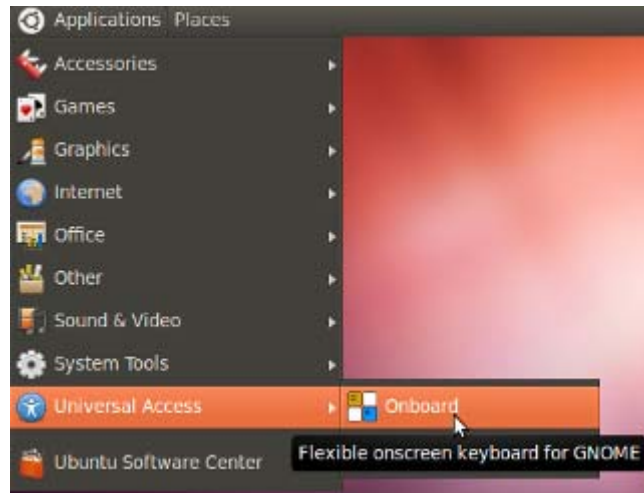 Applications Places
Accessories
Games
Graphics
Internet
Office
Other
Sound & Video
System Tools
Universal Access
Onboard
Flexible onscreen keyboard for GNOME
Ubuntu Software Center